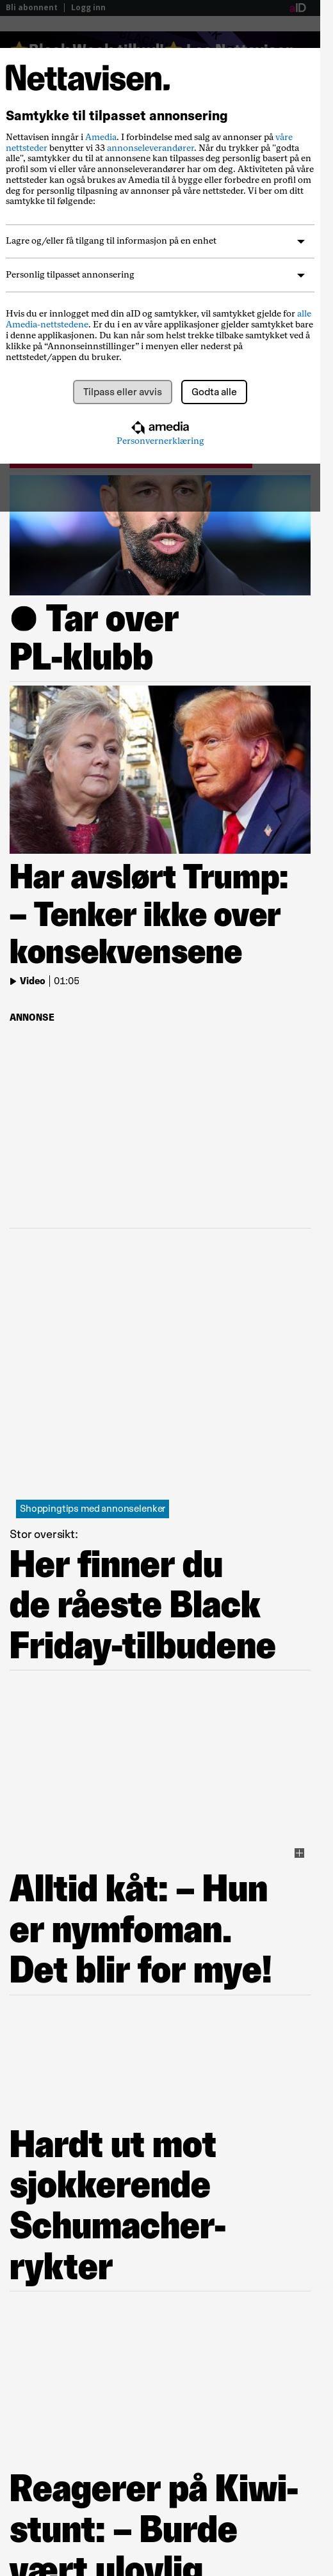 Bli abonnent | Logg inn
aID
Nettavisen.
Samtykke til tilpasset annonsering
Nettavisen inngår i Amedia. I forbindelse med salg av annonser på våre
nettsteder benytter vi 33 annonseleverandører. Når du trykker på "godta
alle", samtykker du til at annonsene kan tilpasses deg personlig basert på en
profil som vi eller våre annonseleverandører har om deg. Aktiviteten på våre
nettsteder kan også brukes av Amedia til å bygge eller forbedre en profil om
deg for personlig tilpasning av annonser på våre nettsteder. Vi ber om ditt
samtykke til følgende:
Lagre og/eller få tilgang til informasjon på en enhet
Personlig tilpasset annonsering
Hvis du er innlogget med din aID og samtykker, vil samtykket gjelde for alle
Amedia-nettstedene. Er du i en av våre applikasjoner gjelder samtykket bare
i denne applikasjonen. Du kan når som helst trekke tilbake samtykket ved å
klikke på “Annonseinnstillinger” i menyen eller nederst på
nettstedet/appen du bruker.
Tilpass eller avvis
Godta alle
amedia
Personvernerklæring
Tar over
PL-klubb
Har avslørt Trump:
– Tenker ikke over
konsekvensene
Video | 01:05
ANNONSE
Shoppingtips med annonselenker
Stor oversikt:
Her finner du
de råeste Black
Friday-tilbudene
Alltid kåt: – Hun
er nymfoman.
Det blir for mye!
Hardt ut mot
sjokkerende
Schumacher-
rykter
Reagerer på Kiwi-
stunt: – Burde
vært ulovlig